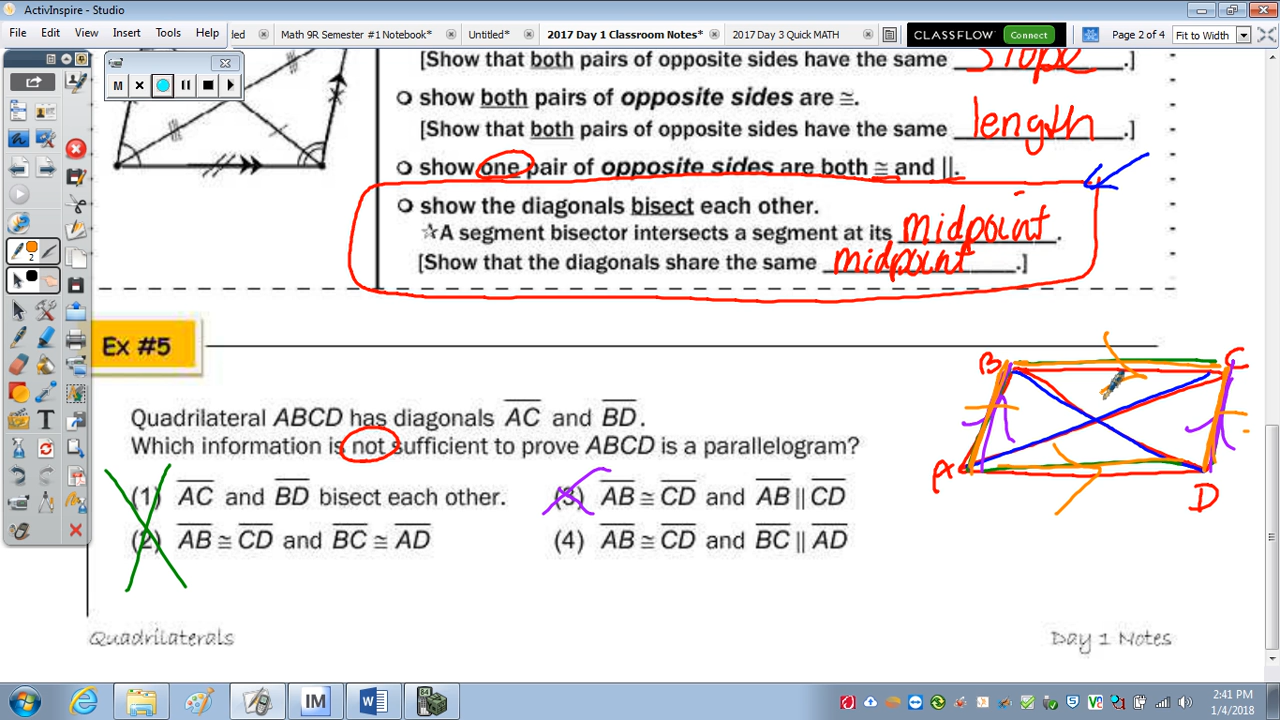 ActivInspire - Studio
File Edit View Insert Tools Help
led Math 9R Semester #1 Notebook* Untitled* 2017 Day 1 Classroom Notes* 2017 Day 3 Quick MATH CLASSFLOW Connect Page 2 of 4 Fit to Width
M
2
[Show that both pairs of opposite sides have the same slope.]
show both pairs of opposite sides are ≅.
[Show that both pairs of opposite sides have the same length.]
show one pair of opposite sides are both ≅ and ||.
show the diagonals bisect each other.
☆A segment bisector intersects a segment at its midpoint.
[Show that the diagonals share the same midpoint.]
Ex #5
B C
A D
Quadrilateral ABCD has diagonals AC and BD.
Which information is not sufficient to prove ABCD is a parallelogram?
(1) AC and BD bisect each other.
(2) AB ≅ CD and BC ≅ AD
(3) AB ≅ CD and AB || CD
(4) AB ≅ CD and BC || AD
Quadrilaterals
Day 1 Notes
IM
2:41 PM
1/4/2018